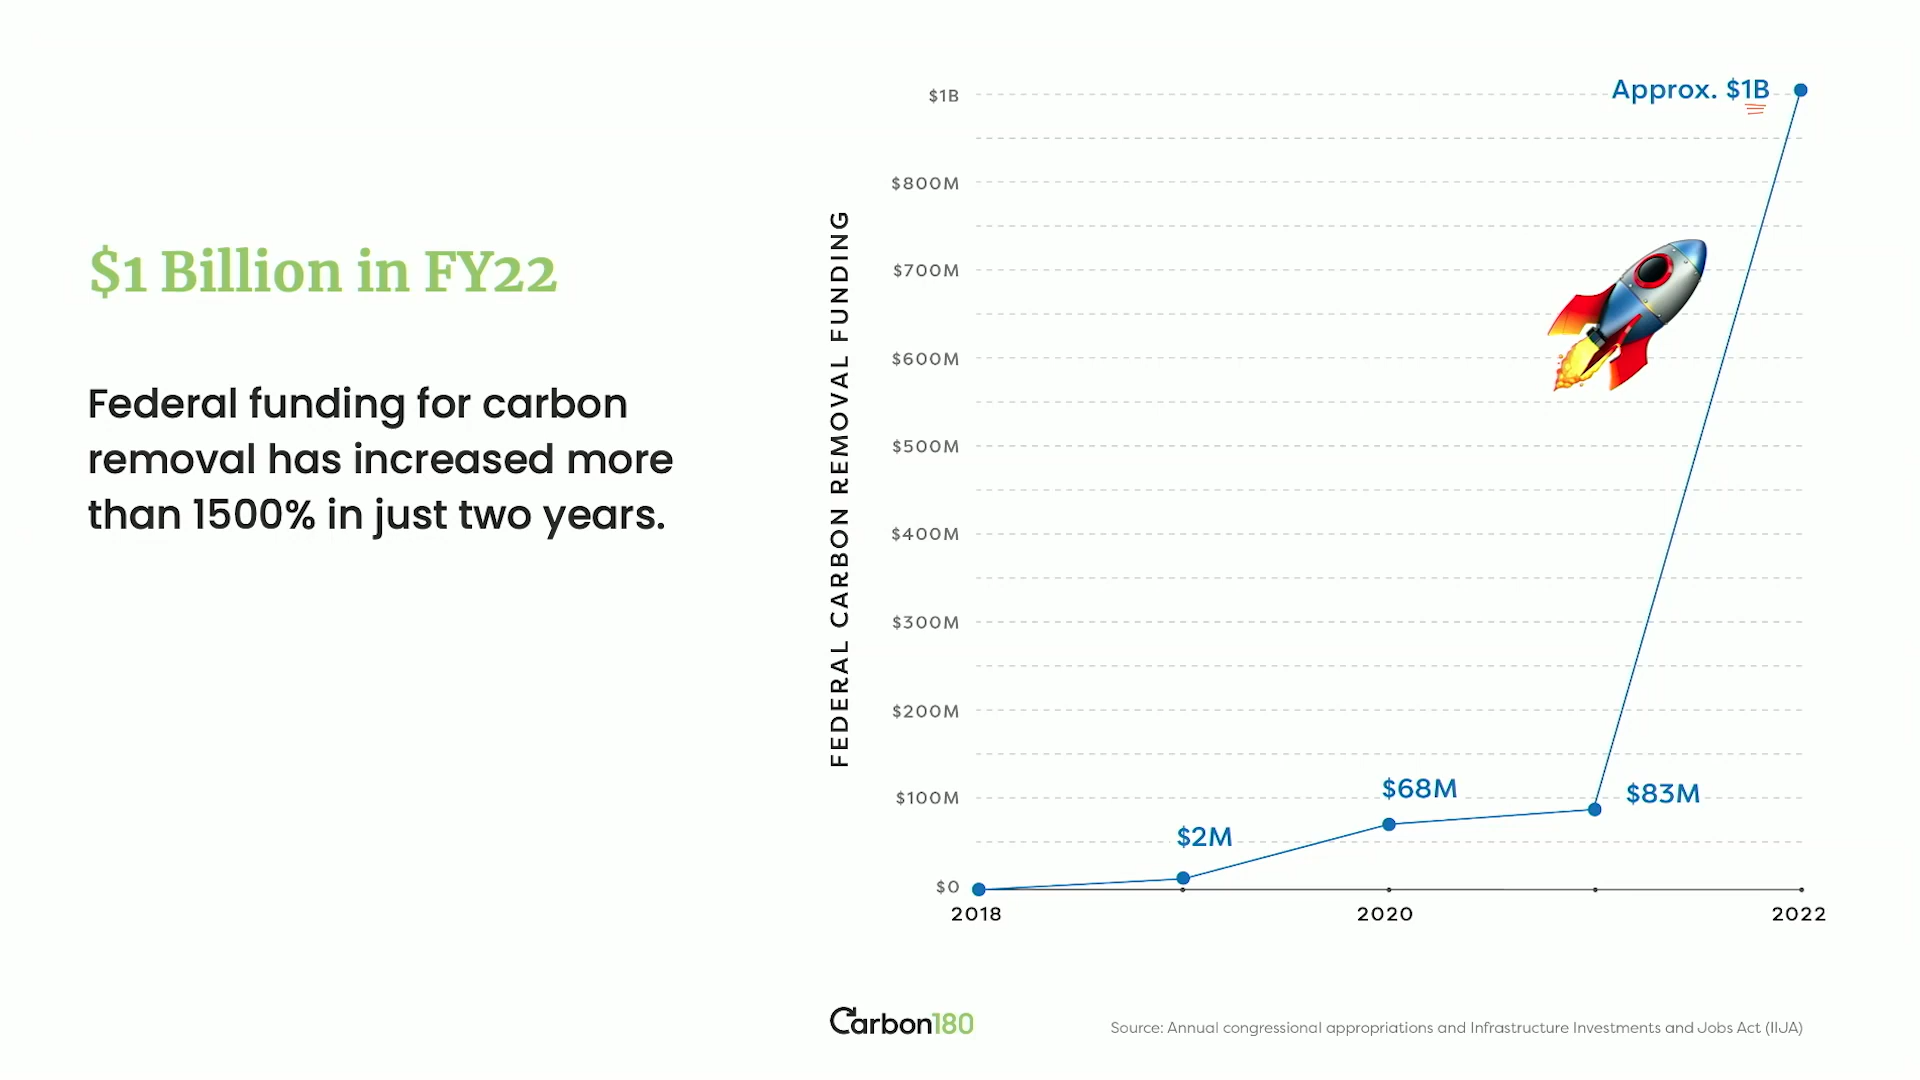 $1 Billion in FY22
Federal funding for carbon
removal has increased more
than 1500% in just two years.
FEDERAL CARBON REMOVAL FUNDING
$1B
$800M
$700M
$600M
$500M
$400M
$300M
$200M
$100M
$0
Approx. $1B
$2M
$68M
$83M
2018
2020
2022
Carbon180
Source: Annual congressional appropriations and Infrastructure Investments and Jobs Act (IIJA)